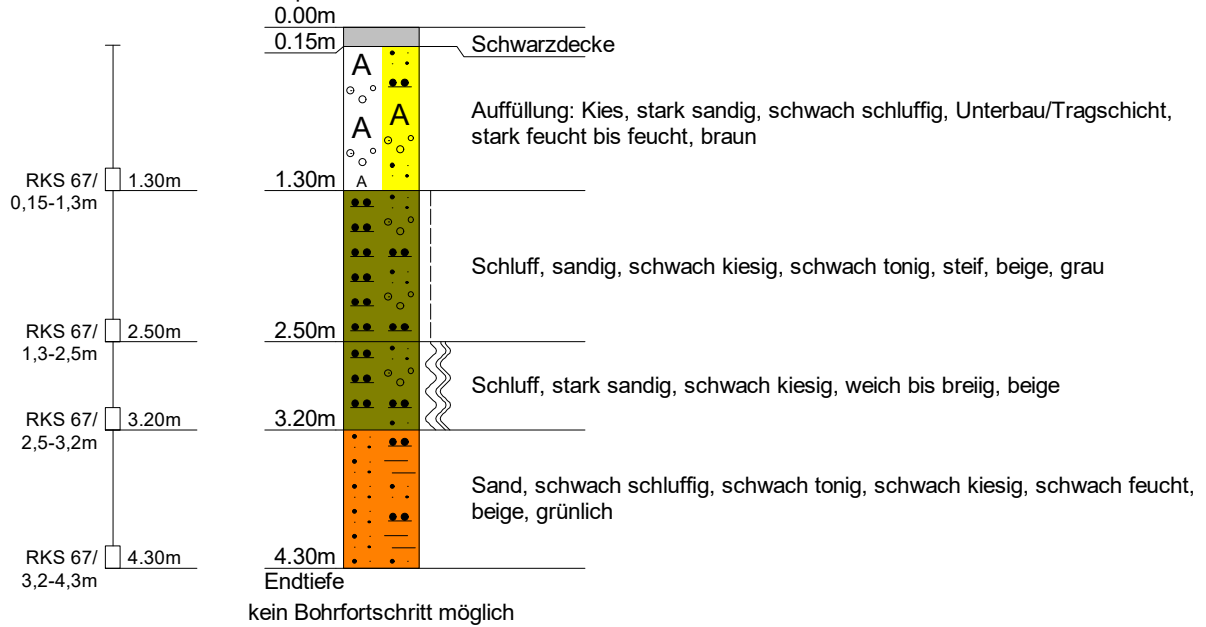 0.00m
0.15m
Schwarzdecke
A
A
A
A
Auffüllung: Kies, stark sandig, schwach schluffig, Unterbau/Tragschicht,
stark feucht bis feucht, braun
RKS 67/ 1.30m
0,15-1,3m
1.30m
Schluff, sandig, schwach kiesig, schwach tonig, steif, beige, grau
RKS 67/ 2.50m
1,3-2,5m
2.50m
Schluff, stark sandig, schwach kiesig, weich bis breiig, beige
RKS 67/ 3.20m
2,5-3,2m
3.20m
Sand, schwach schluffig, schwach tonig, schwach kiesig, schwach feucht,
beige, grünlich
RKS 67/ 4.30m
3,2-4,3m
4.30m
Endtiefe
kein Bohrfortschritt möglich